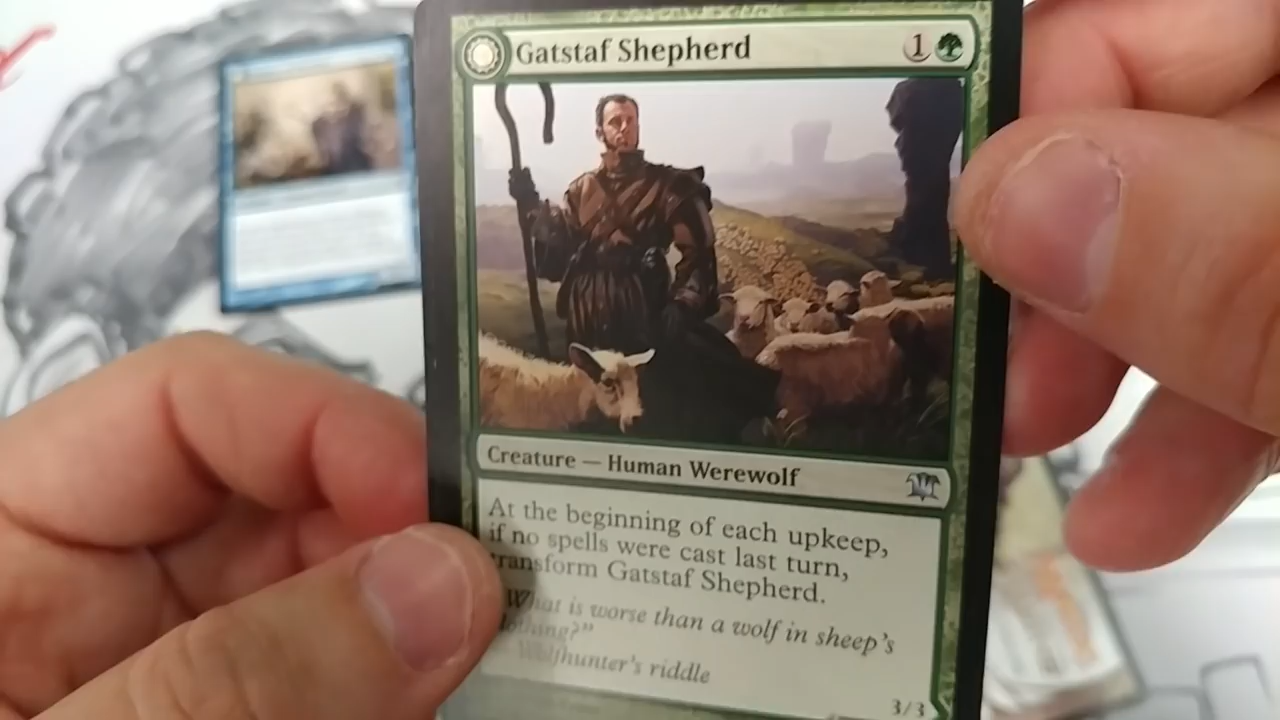 Gatstaf Shepherd 1
Creature — Human Werewolf
At the beginning of each upkeep,
if no spells were cast last turn,
transform Gatstaf Shepherd.
"What is worse than a wolf in sheep's
clothing?"
— Wolfhunter's riddle
3/3